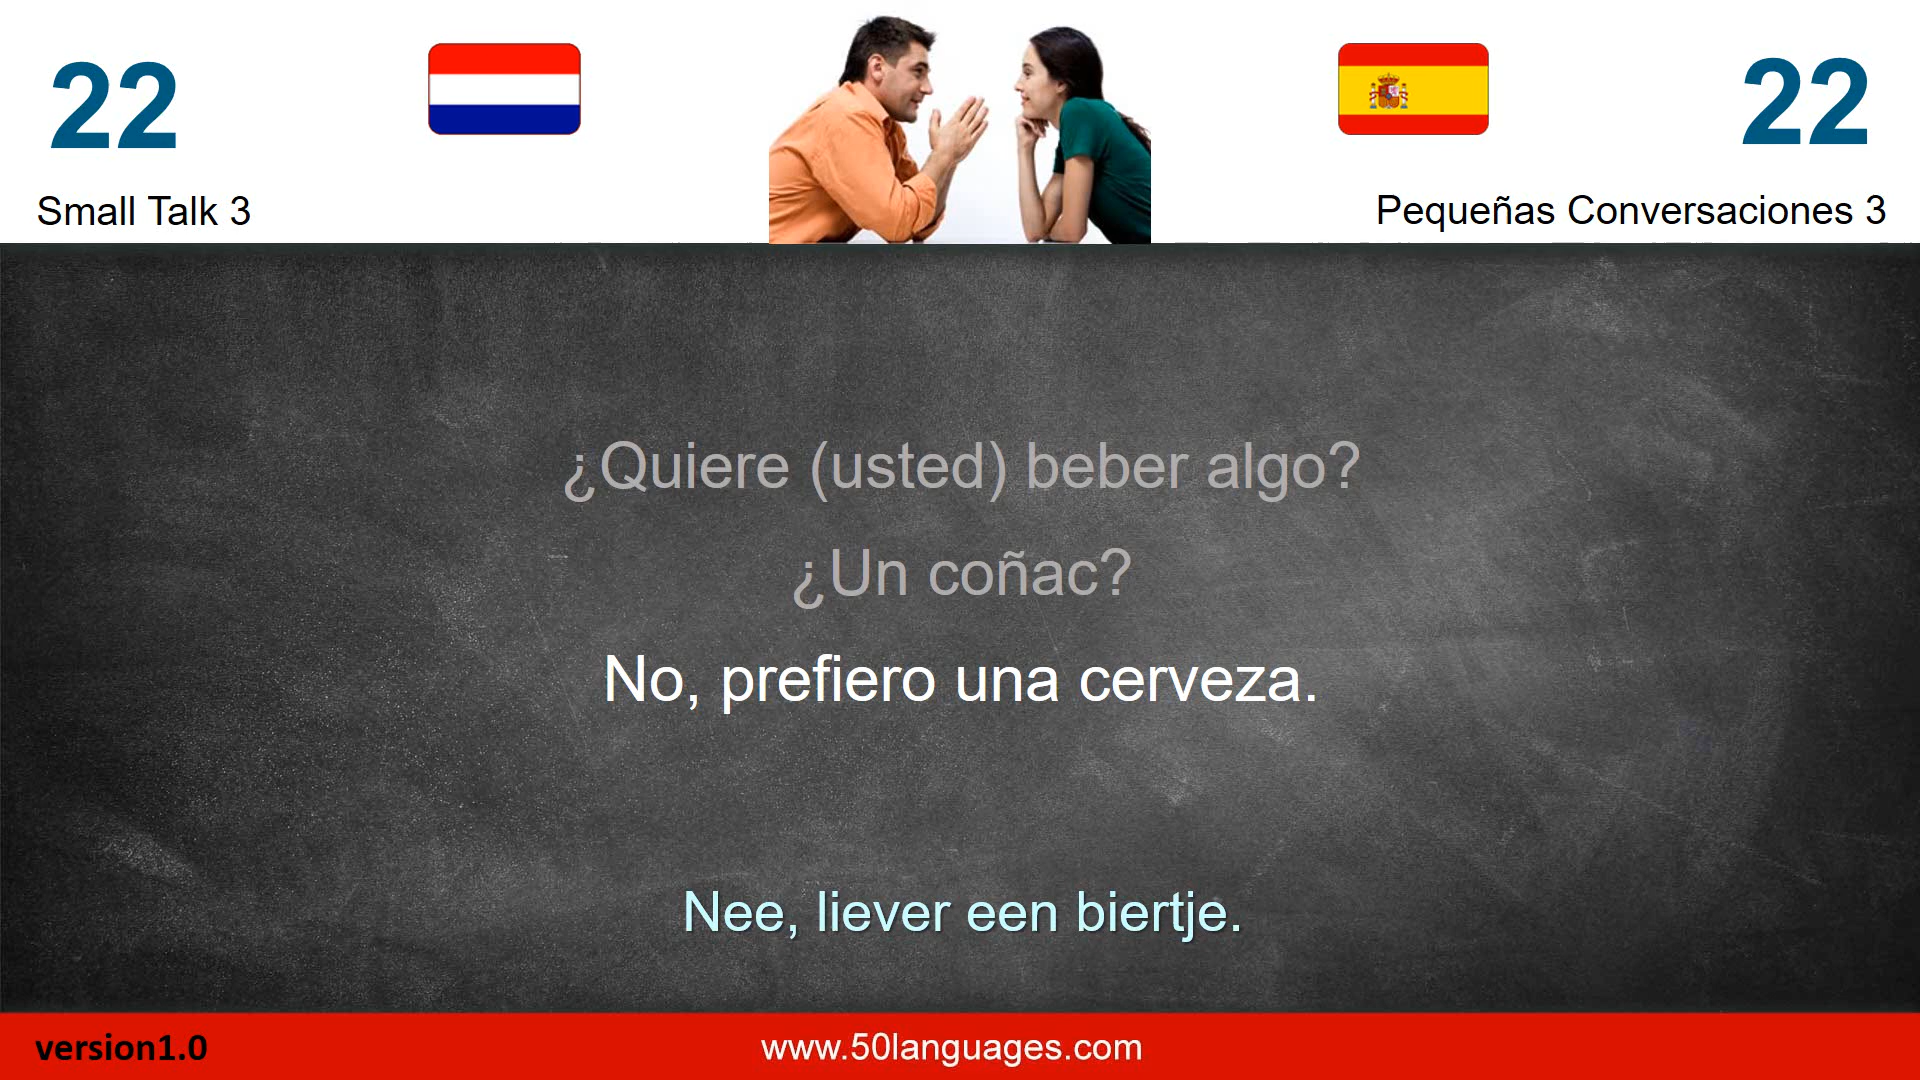 22
22
Small Talk 3
Pequeñas Conversaciones 3
¿Quiere (usted) beber algo?
¿Un coñac?
No, prefiero una cerveza.
Nee, liever een biertje.
version1.0
www.50languages.com